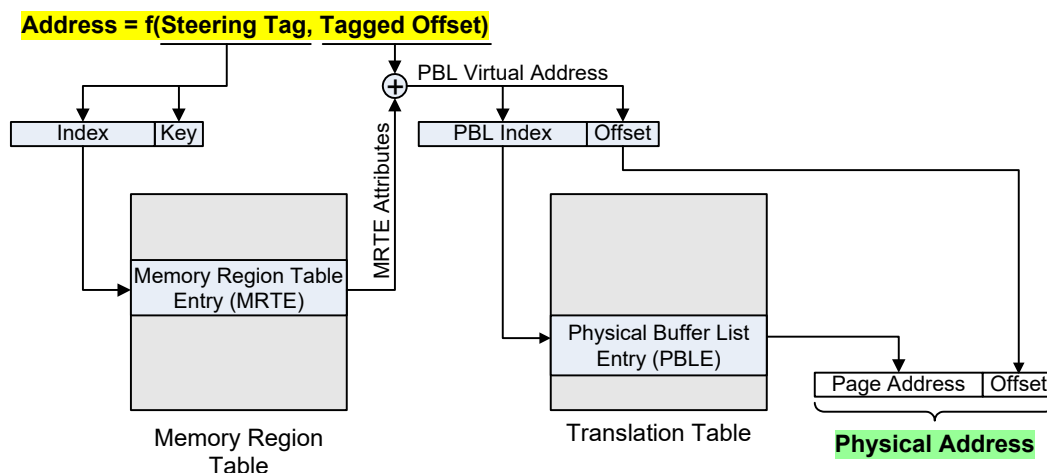 Address = f(Steering Tag, Tagged Offset)
PBL Virtual Address
Index
Key
PBL Index
Offset
MRTE Attributes
Memory Region Table
Entry (MRTE)
Physical Buffer List
Entry (PBLE)
Page Address
Offset
Memory Region
Table
Translation Table
Physical Address